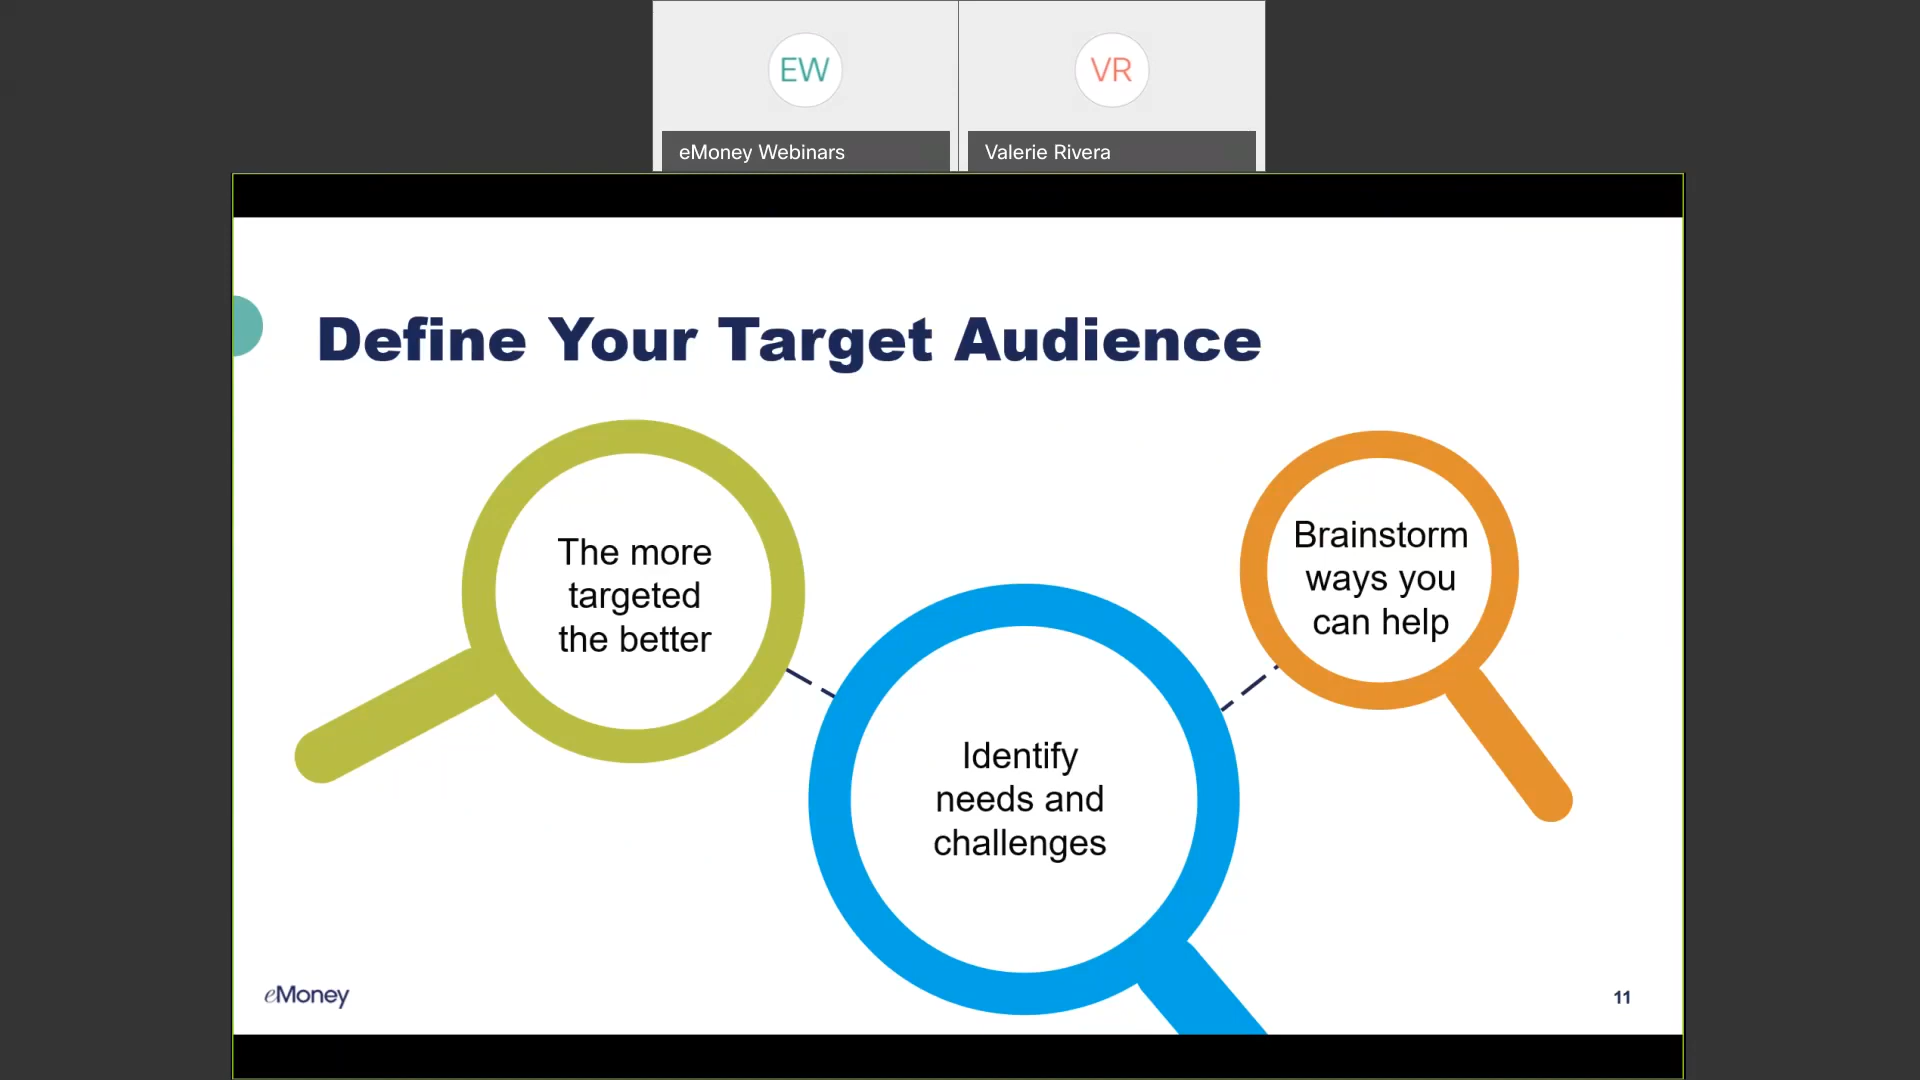 EW
VR
eMoney Webinars
Valerie Rivera
Define Your Target Audience
The more
targeted
the better
Identify
needs and
challenges
Brainstorm
ways you
can help
eMoney
11